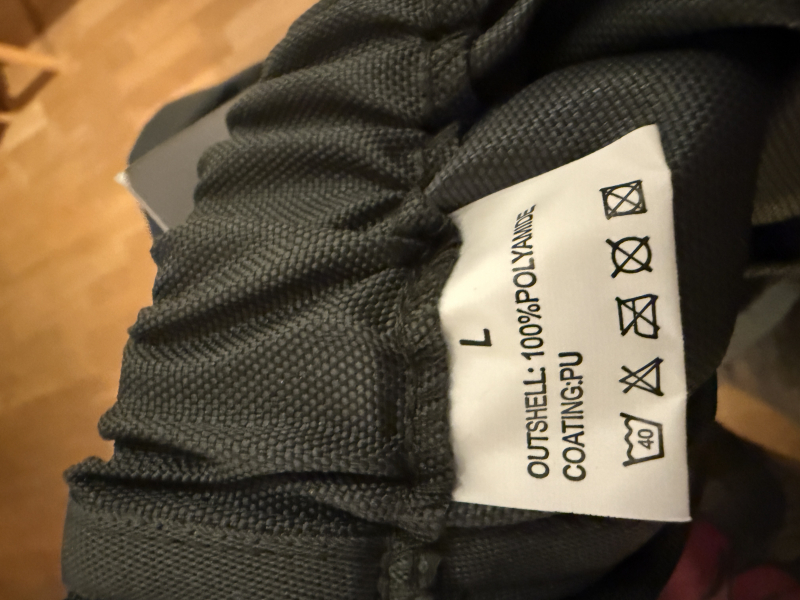 L
OUTSHELL: 100%POLYAMIDE
COATING:PU
40